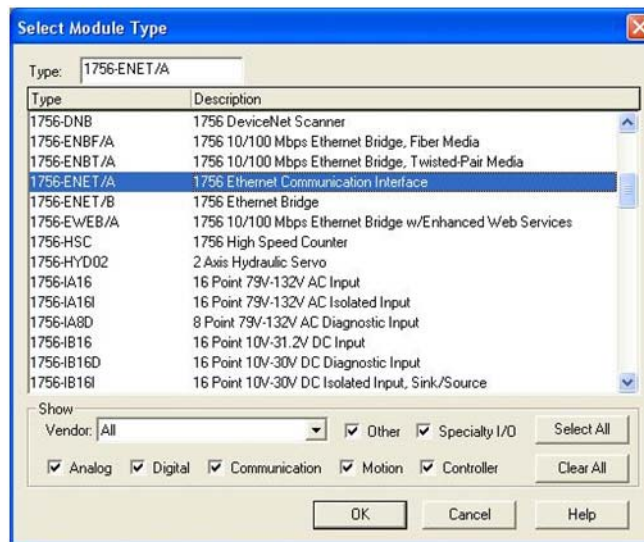 Select Module Type
Type: 1756-ENET/A
Type Description
1756-DNB 1756 DeviceNet Scanner
1756-ENBF/A 1756 10/100 Mbps Ethernet Bridge, Fiber Media
1756-ENBT/A 1756 10/100 Mbps Ethernet Bridge, Twisted-Pair Media
1756-ENET/A 1756 Ethernet Communication Interface
1756-ENET/B 1756 Ethernet Bridge
1756-EWEB/A 1756 10/100 Mbps Ethernet Bridge w/Enhanced Web Services
1756-HSC 1756 High Speed Counter
1756-HYD02 2 Axis Hydraulic Servo
1756-IA16 16 Point 79V-132V AC Input
1756-IA16I 16 Point 79V-132V AC Isolated Input
1756-IA8D 8 Point 79V-132V AC Diagnostic Input
1756-IB16 16 Point 10V-31.2V DC Input
1756-IB16D 16 Point 10V-30V DC Diagnostic Input
1756-IB16I 16 Point 10V-30V DC Isolated Input, Sink/Source
Show
Vendor: All Other Specialty I/O Select All
Analog Digital Communication Motion Controller Clear All
OK Cancel Help